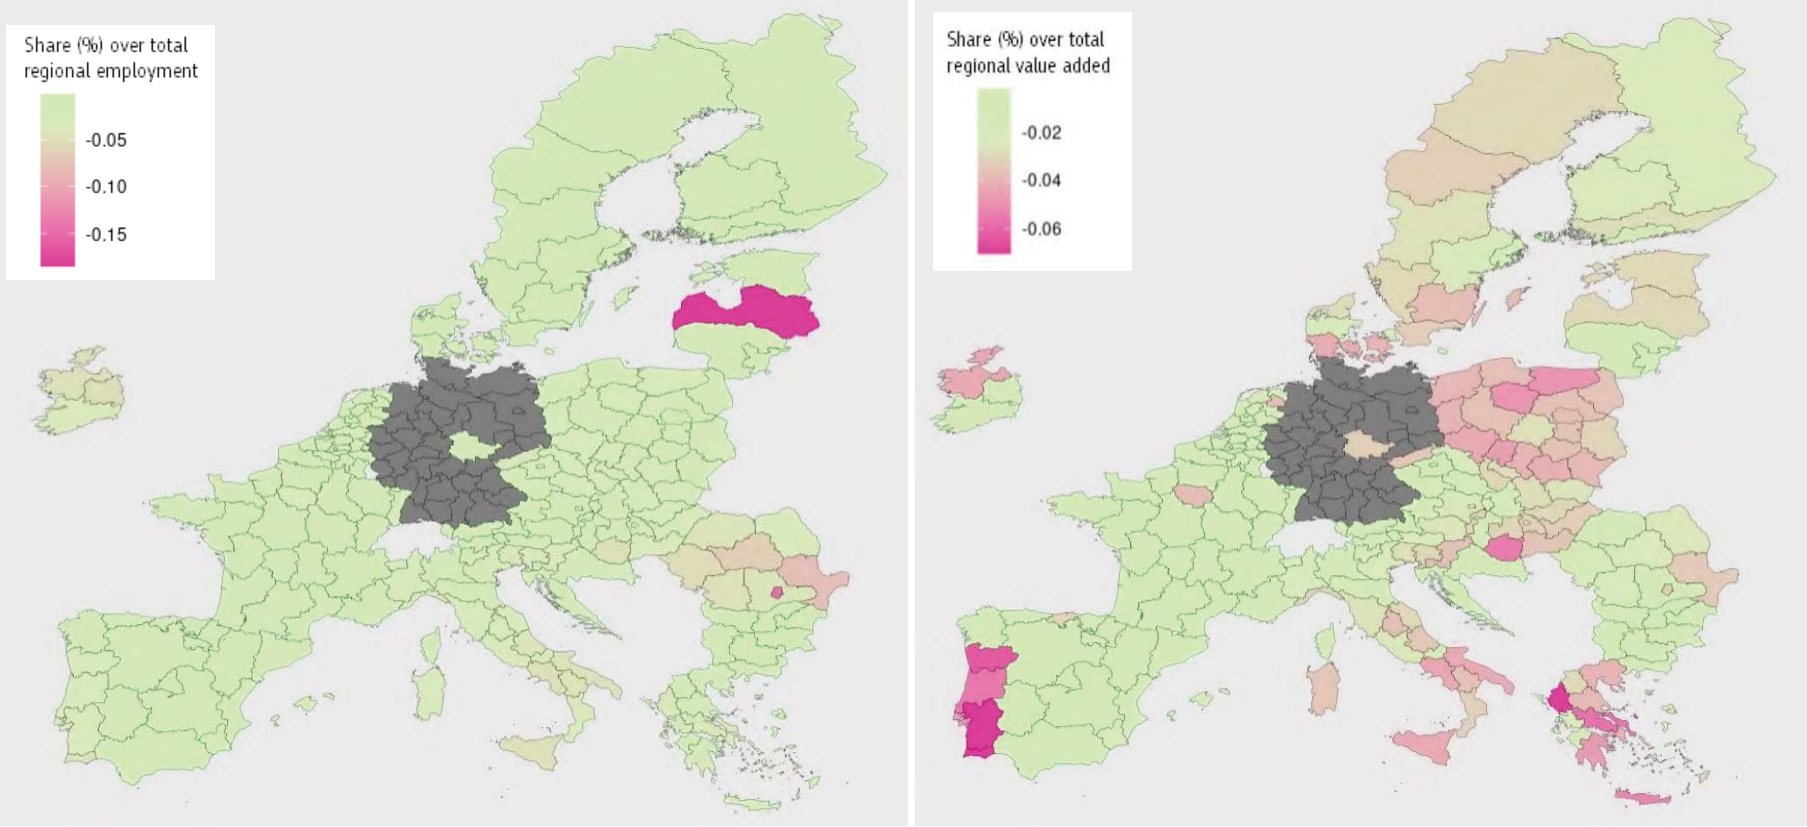 Share (%) over total
regional employment
-0.05
-0.10
-0.15
Share (%) over total
regional value added
-0.02
-0.04
-0.06